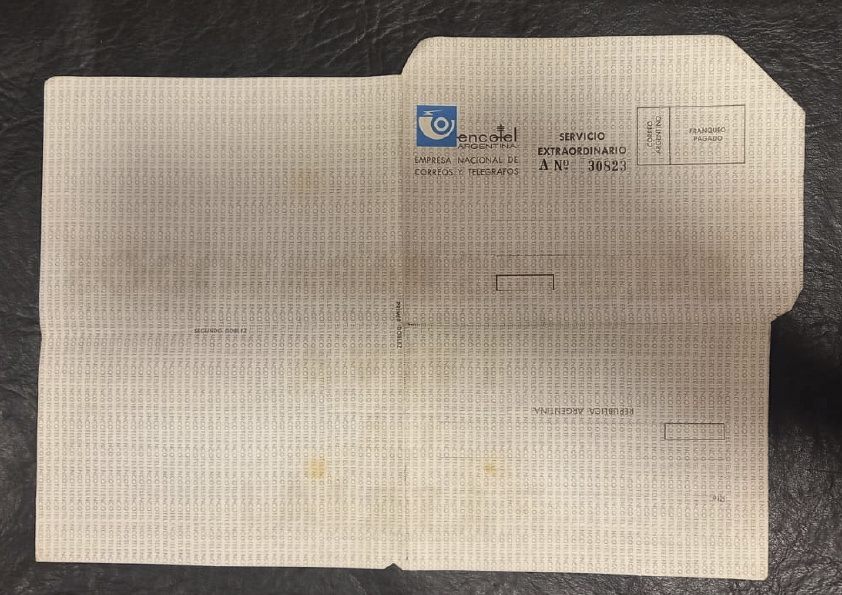 encotel
ARGENTINA
EMPRESA NACIONAL DE
CORREOS Y TELEGRAFOS
SERVICIO
EXTRAORDINARIO
A Nº 30823
CORREO
ARGENTINO
FRANQUEO
PAGADO
PRIMER DOBLEZ
SEGUNDO DOBLEZ
REPUBLICA ARGENTINA
Rte.